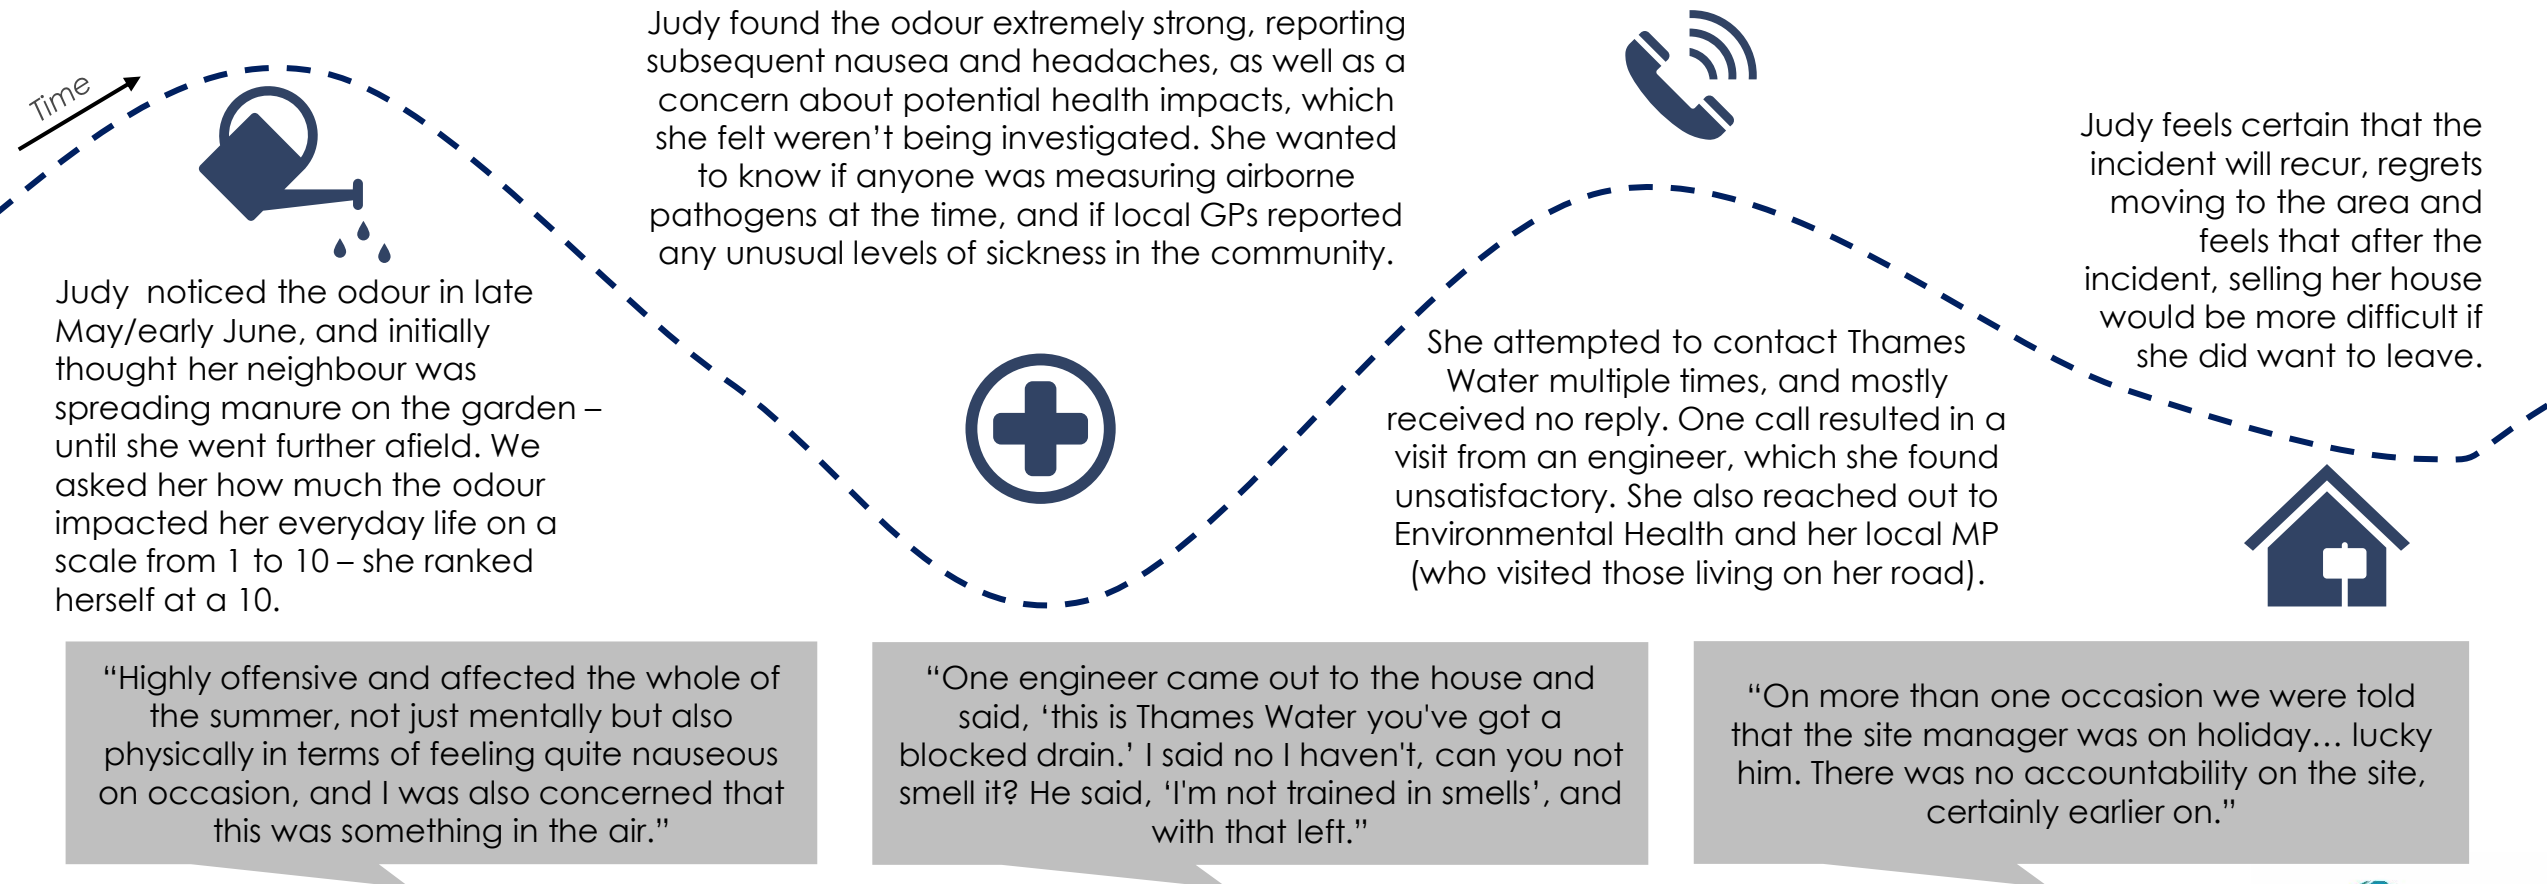 Time
Judy  noticed the odour in late
May/early June, and initially
thought her neighbour was
spreading manure on the garden –
until she went further afield. We
asked her how much the odour
impacted her everyday life on a
scale from 1 to 10 – she ranked
herself at a 10.
Judy found the odour extremely strong, reporting
subsequent nausea and headaches, as well as a
concern about potential health impacts, which
she felt weren’t being investigated. She wanted
to know if anyone was measuring airborne
pathogens at the time, and if local GPs reported
any unusual levels of sickness in the community.
She attempted to contact Thames
Water multiple times, and mostly
received no reply. One call resulted in a
visit from an engineer, which she found
unsatisfactory. She also reached out to
Environmental Health and her local MP
(who visited those living on her road).
Judy feels certain that the
incident will recur, regrets
moving to the area and
feels that after the
incident, selling her house
would be more difficult if
she did want to leave.
“Highly offensive and affected the whole of
the summer, not just mentally but also
physically in terms of feeling quite nauseous
on occasion, and I was also concerned that
this was something in the air.”
“One engineer came out to the house and
said, ‘this is Thames Water you've got a
blocked drain.’ I said no I haven't, can you not
smell it? He said, ‘I'm not trained in smells’, and
with that left.”
“On more than one occasion we were told
that the site manager was on holiday… lucky
him. There was no accountability on the site,
certainly earlier on.”